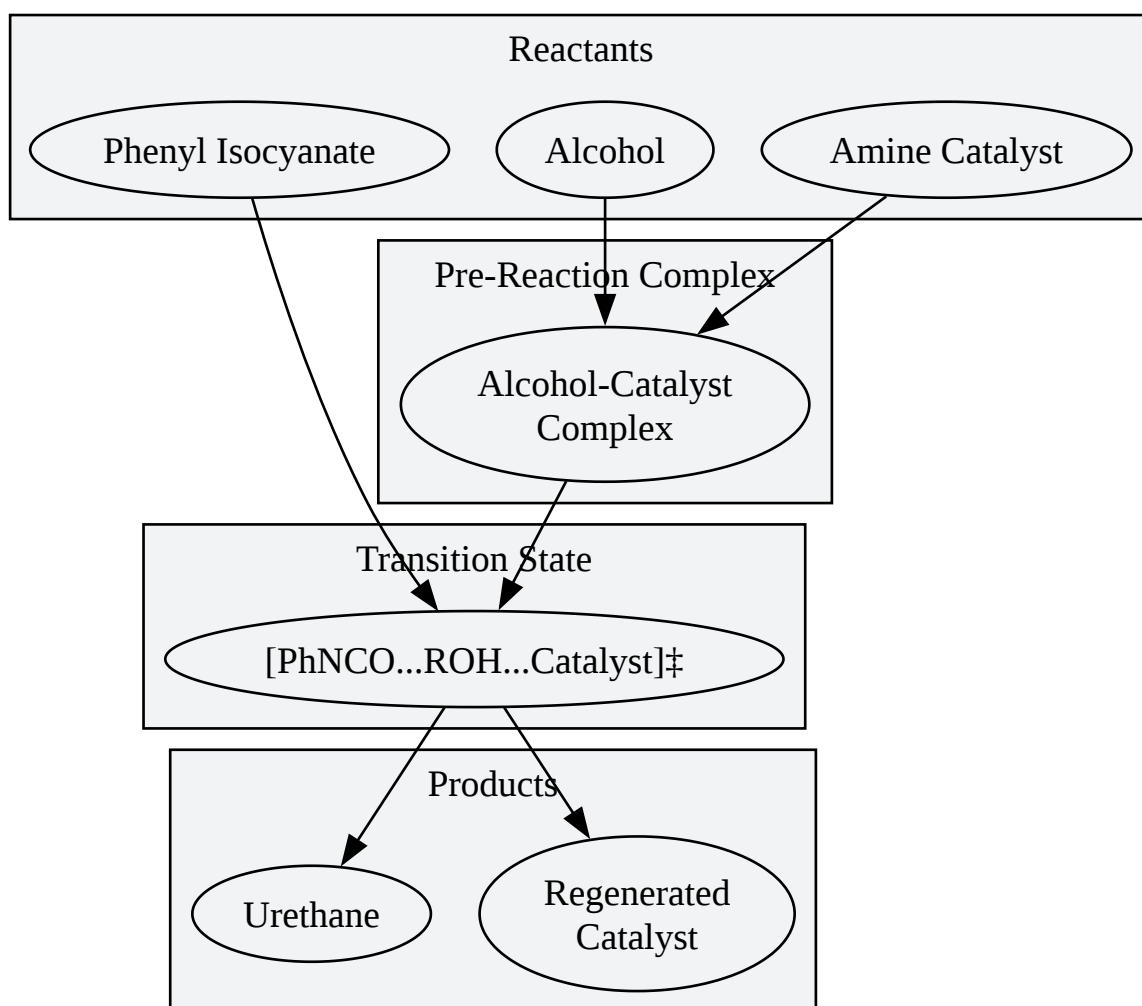 Reactants
Phenyl Isocyanate
Alcohol
Amine Catalyst
Pre-Reaction Complex
Alcohol-Catalyst
Complex
Transition State
[PhNCO...ROH...Catalyst]‡
Products
Urethane
Regenerated
Catalyst